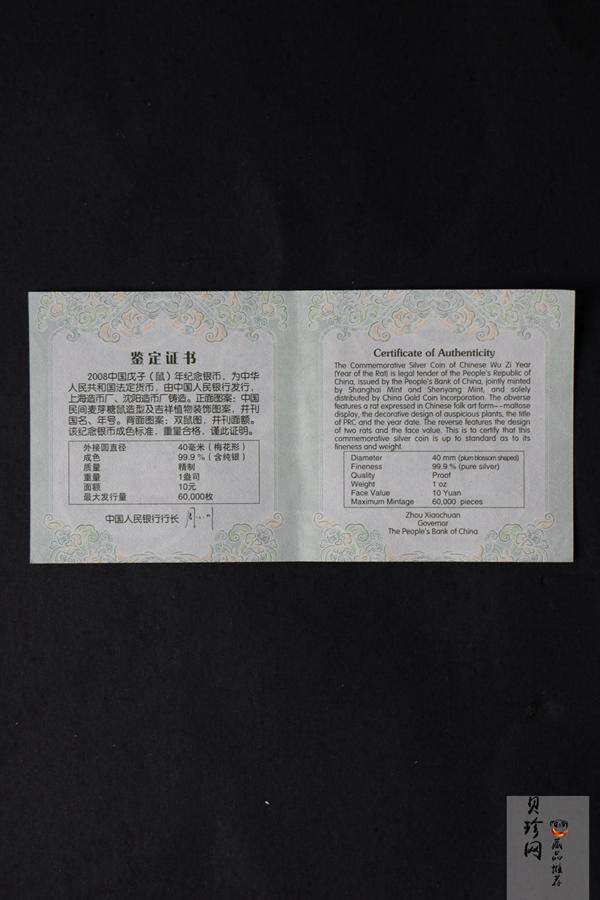 鉴定证书
2008中国戊子（鼠）年纪念银币，为中华
人民共和国法定货币，由中国人民银行发行，
上海造币厂、沈阳造币厂铸造。正面图案：中国
民间麦芽糖鼠造型及吉祥植物装饰图案，并刊
国名、年号。背面图案：双鼠图，并刊面额。
该纪念银币成色标准，重量合格，谨此证明。
外接圆直径 40毫米（梅花形）
成色 99.9%（含纯银）
质量 精制
重量 1盎司
面额 10元
最大发行量 60,000枚
中国人民银行行长
Certificate of Authenticity
The Commemorative Silver Coin of Chinese Wu Zi Year
(Year of the Rat) is legal tender of the People's Republic of
China, issued by the People's Bank of China, jointly minted
by Shanghai Mint and Shenyang Mint, and solely
distributed by China Gold Coin Incorporation. The obverse
features a rat expressed in Chinese folk art form---maltose
display, the decorative design of auspicious plants, the title
of PRC and the year date. The reverse features the design
of two rats and the face value. This is to certify that this
commemorative silver coin is up to standard as to its
fineness and weight.
Diameter 40 mm (plum blossom shaped)
Fineness 99.9 % (pure silver)
Quality Proof
Weight 1 oz
Face Value 10 Yuan
Maximum Mintage 60,000 pieces
Zhou Xiaochuan
Governor
The People's Bank of China
贝珍网
藏品推荐